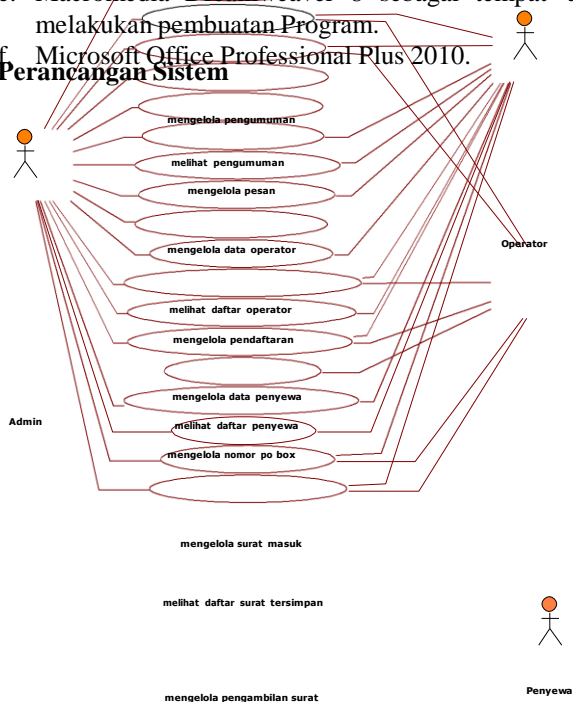 melakukan pembuatan Program.
f. Microsoft Office Professional Plus 2010.
Perancangan Sistem
mengelola pengumuman
melihat pengumuman
mengelola pesan
Operator
mengelola data operator
melihat daftar operator
mengelola pendaftaran
mengelola data penyewa
Admin
melihat daftar penyewa
mengelola nomor po box
mengelola surat masuk
melihat daftar surat tersimpan
Penyewa
mengelola pengambilan surat